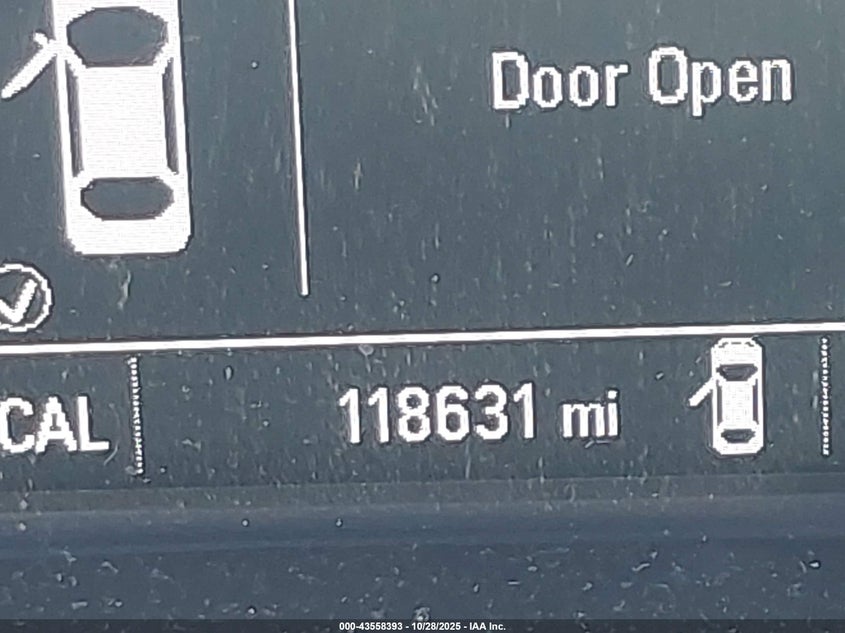 Door Open
CAL
118631 mi
000-43558393 - 10/28/2025 - IAA Inc.